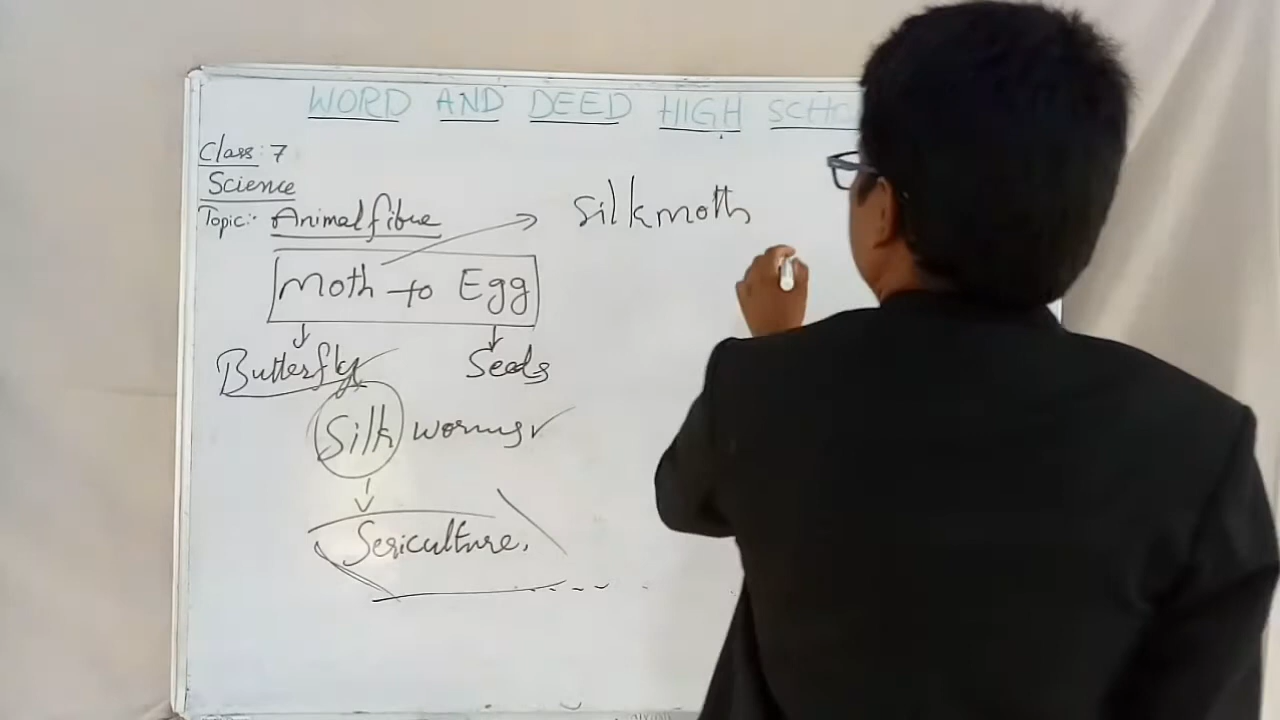 WORD AND DEED HIGH SCHO
Class: 7
Science
Topic:- Animal fibre
Silkmoth
Moth to Egg
Butterfly Seeds
Silk worms
Sericulture.